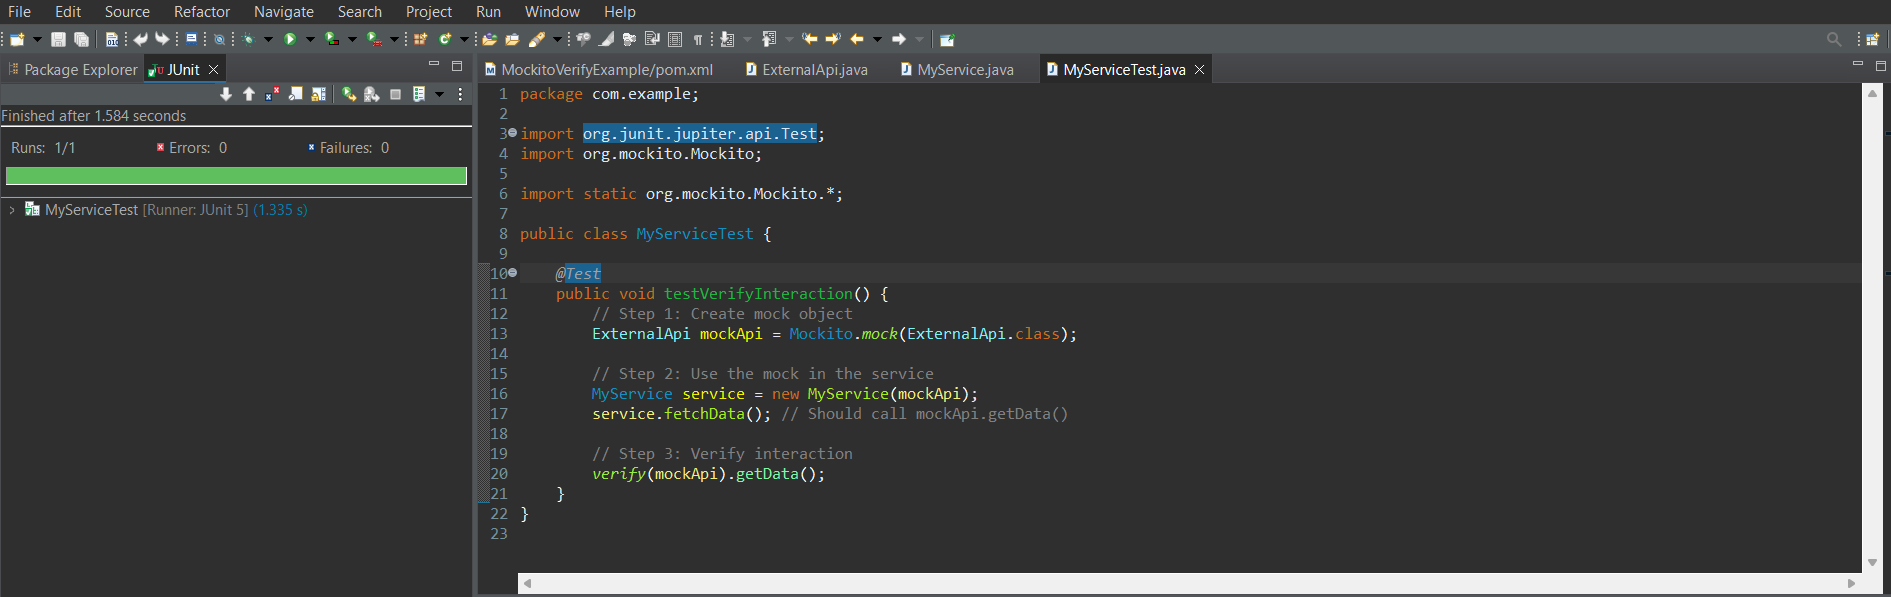 File Edit Source Refactor Navigate Search Project Run Window Help
Package Explorer JUnit
Finished after 1.584 seconds
Runs: 1/1 Errors: 0 Failures: 0
MyServiceTest [Runner: JUnit 5] (1.335 s)
MockitoVerifyExample/pom.xml ExternalApi.java MyService.java MyServiceTest.java
1 package com.example;
2
3 import org.junit.jupiter.api.Test;
4 import org.mockito.Mockito;
5
6 import static org.mockito.Mockito.*;
7
8 public class MyServiceTest {
9
10 @Test
11 public void testVerifyInteraction() {
12 // Step 1: Create mock object
13 ExternalApi mockApi = Mockito.mock(ExternalApi.class);
14
15 // Step 2: Use the mock in the service
16 MyService service = new MyService(mockApi);
17 service.fetchData(); // Should call mockApi.getData()
18
19 // Step 3: Verify interaction
20 verify(mockApi).getData();
21 }
22 }
23